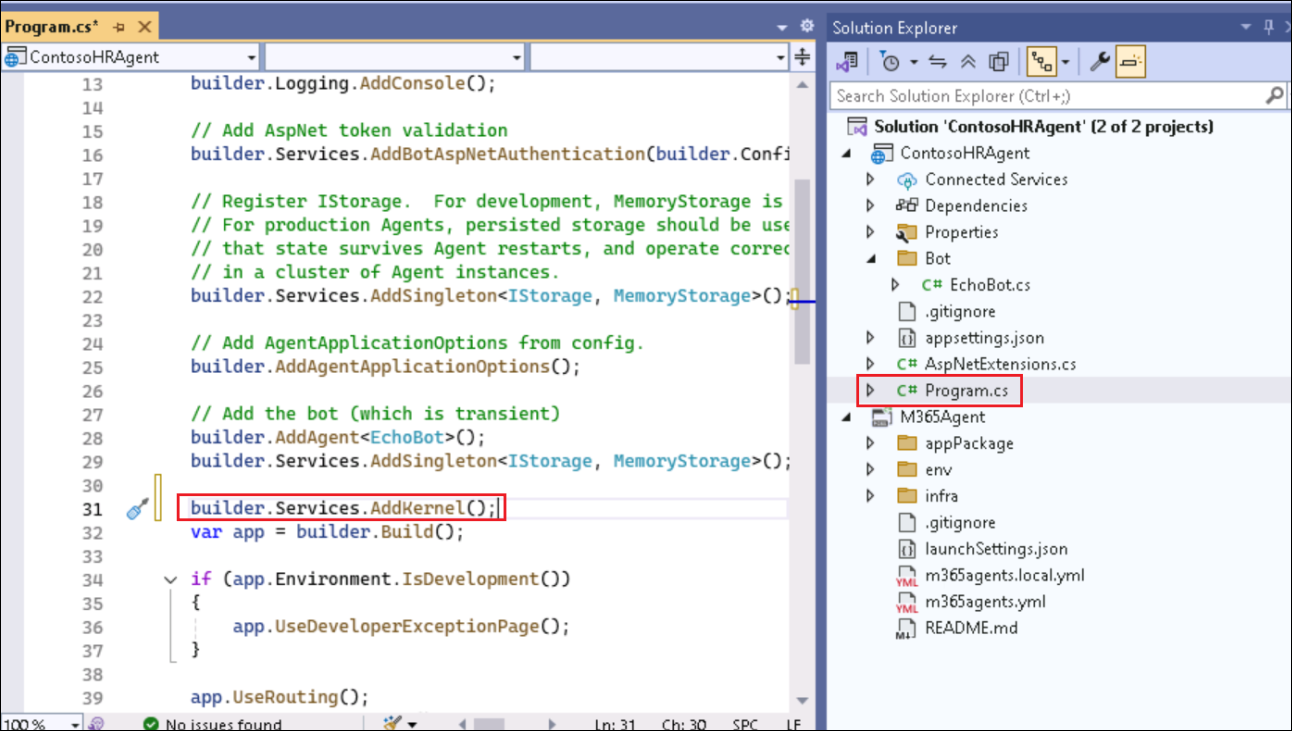 Program.cs*
ContosoHRAgent
13 builder.Logging.AddConsole();
14
15 // Add AspNet token validation
16 builder.Services.AddBotAspNetAuthentication(builder.Confi
17
18 // Register IStorage.  For development, MemoryStorage is
19 // For production Agents, persisted storage should be use
20 // that state survives Agent restarts, and operate correc
21 // in a cluster of Agent instances.
22 builder.Services.AddSingleton<IStorage, MemoryStorage>();
23
24 // Add AgentApplicationOptions from config.
25 builder.AddAgentApplicationOptions();
26
27 // Add the bot (which is transient)
28 builder.AddAgent<EchoBot>();
29 builder.Services.AddSingleton<IStorage, MemoryStorage>();
30
31 builder.Services.AddKernel();
32 var app = builder.Build();
33
34 if (app.Environment.IsDevelopment())
35 {
36 app.UseDeveloperExceptionPage();
37 }
38
39 app.UseRouting();
100 % No issues found Ln: 31 Ch: 30 SPC LF
Solution Explorer
Search Solution Explorer (Ctrl+;)
Solution 'ContosoHRAgent' (2 of 2 projects)
ContosoHRAgent
Connected Services
Dependencies
Properties
Bot
C# EchoBot.cs
.gitignore
appsettings.json
C# AspNetExtensions.cs
C# Program.cs
M365Agent
appPackage
env
infra
.gitignore
launchSettings.json
YML m365agents.local.yml
YML m365agents.yml
M↓ README.md